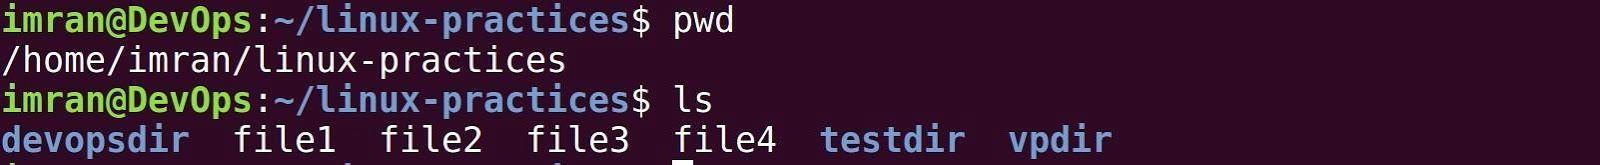 imran@DevOps:~/linux-practices$ pwd
/home/imran/linux-practices
imran@DevOps:~/linux-practices$ ls
devopsdir file1 file2 file3 file4 testdir vpdir